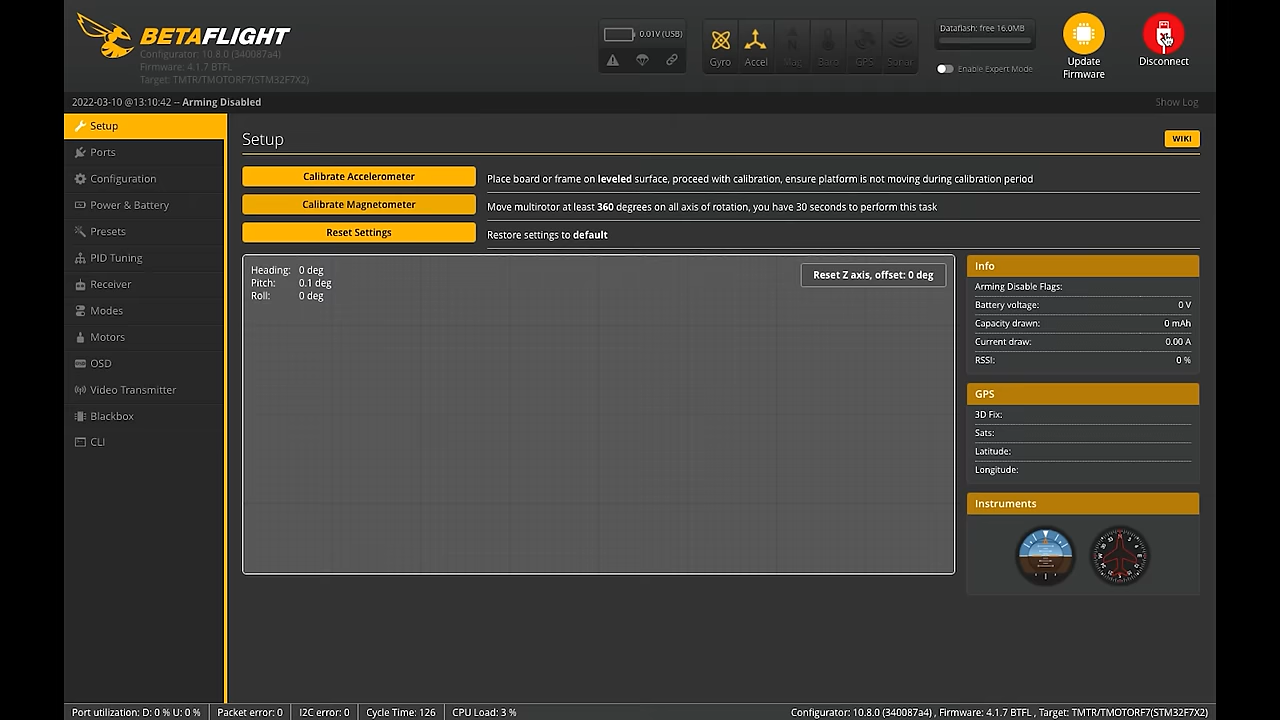 BETAFLIGHT
Configurator: 10.8.0 (340087a4)
Firmware: 4.1.7 BTFL
Target: TMTR/TMOTORF7(STM32F7X2)
0.01V (USB)
Gyro
Accel
Mag
Baro
GPS
Sonar
Dataflash: free 16.0MB
Enable Expert Mode
Update
Firmware
Disconnect
2022-03-10 @13:10:42 -- Arming Disabled
Show Log
Setup
Ports
Configuration
Power & Battery
Presets
PID Tuning
Receiver
Modes
Motors
OSD
Video Transmitter
Blackbox
CLI
Setup
WIKI
Calibrate Accelerometer
Place board or frame on leveled surface, proceed with calibration, ensure platform is not moving during calibration period
Calibrate Magnetometer
Move multirotor at least 360 degrees on all axis of rotation, you have 30 seconds to perform this task
Reset Settings
Restore settings to default
Heading: 0 deg
Pitch: 0.1 deg
Roll: 0 deg
Reset Z axis, offset: 0 deg
Info
Arming Disable Flags:
Battery voltage: 0 V
Capacity drawn: 0 mAh
Current draw: 0.00 A
RSSI: 0 %
GPS
3D Fix:
Sats:
Latitude:
Longitude:
Instruments
Port utilization: D: 0 % U: 0 %
Packet error: 0
I2C error: 0
Cycle Time: 126
CPU Load: 3 %
Configurator: 10.8.0 (340087a4) , Firmware: 4.1.7 BTFL , Target: TMTR/TMOTORF7(STM32F7X2)